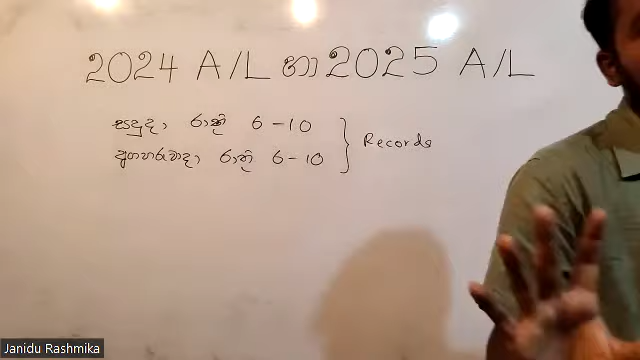 2024 A/L හා 2025 A/L
සඳුදා රාත්‍රී 6 - 10
අඟහරුවාදා රාත්‍රී 6 - 10
Records
Janidu Rashmika